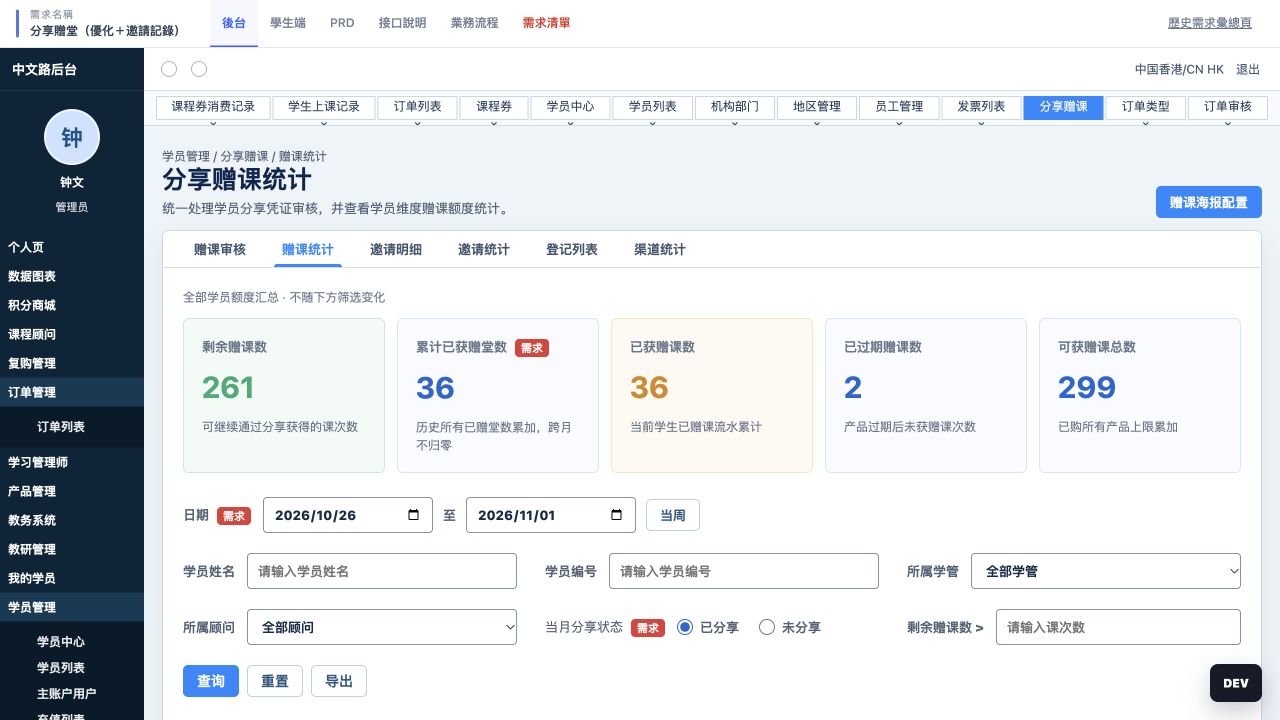 需求名稱
分享赠堂（優化＋邀請記錄）
後台 學生端 PRD 接口說明 業務流程 需求清單
歷史需求彙總頁
中文路后台
中国香港/CN HK 退出
课程券消费记录 学生上课记录 订单列表 课程券 学员中心 学员列表 机构部门 地区管理 员工管理 发票列表 分享赠课 订单类型 订单审核
钟
钟文
管理员
个人页
数据图表
积分商城
课程顾问
复购管理
订单管理
订单列表
学习管理师
产品管理
教务系统
教研管理
我的学员
学员管理
学员中心
学员列表
主账户用户
充值列表
学员管理 / 分享赠课 / 赠课统计
分享赠课统计
统一处理学员分享凭证审核，并查看学员维度赠课额度统计。
赠课海报配置
赠课审核 赠课统计 邀请明细 邀请统计 登记列表 渠道统计
全部学员额度汇总 · 不随下方筛选变化
剩余赠课数
261
可继续通过分享获得的课次数
累计已获赠堂数 需求
36
历史所有已赠堂数累加，跨月
不归零
已获赠课数
36
当前学生已赠课流水累计
已过期赠课数
2
产品过期后未获赠课次数
可获赠课总数
299
已购所有产品上限累加
日期 需求 2026/10/26 至 2026/11/01 当周
学员姓名 请输入学员姓名 学员编号 请输入学员编号 所属学管 全部学管
所属顾问 全部顾问 当月分享状态 需求 已分享 未分享 剩余赠课数 > 请输入课次数
查询 重置 导出
DEV